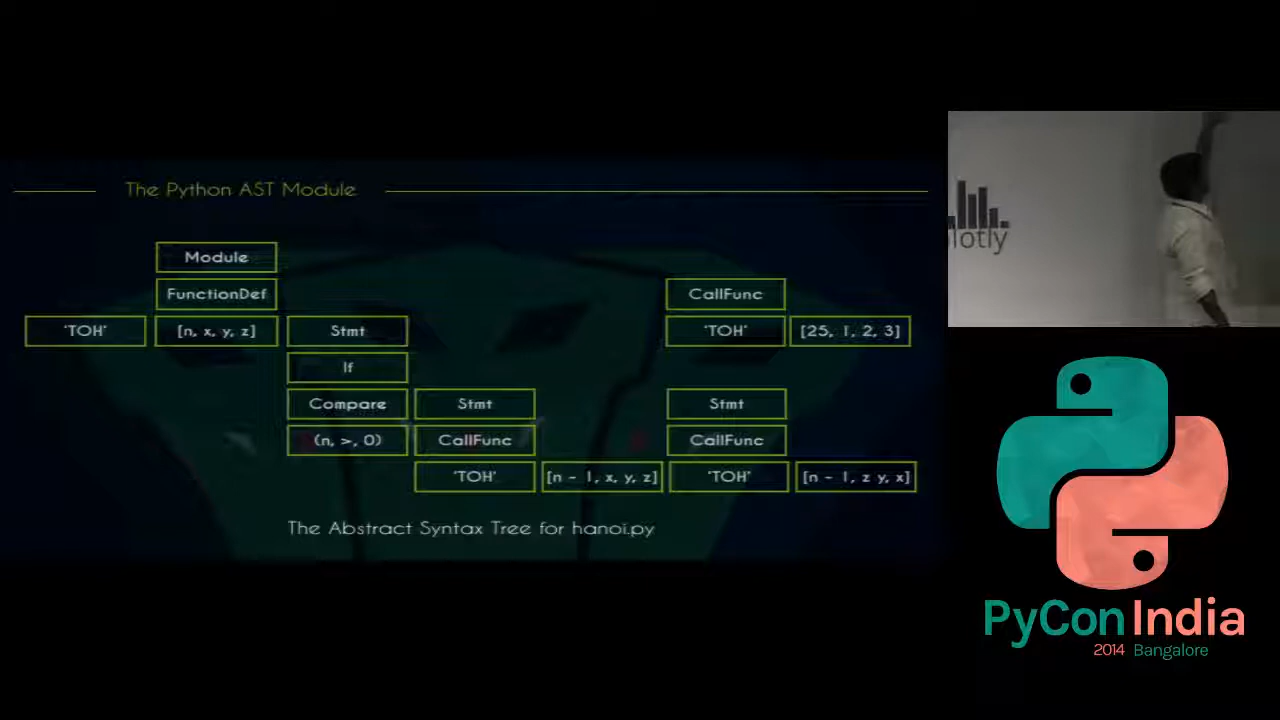 The Python AST Module
Module
FunctionDef CallFunc
'TOH' [n, x, y, z] Stmt 'TOH' [25, 1, 2, 3]
If
Compare Stmt Stmt
(n, >, 0) CallFunc CallFunc
'TOH' [n - 1, x, y, z] 'TOH' [n - 1, z y, x]
The Abstract Syntax Tree for hanoi.py
lotly
PyCon India
2014 Bangalore